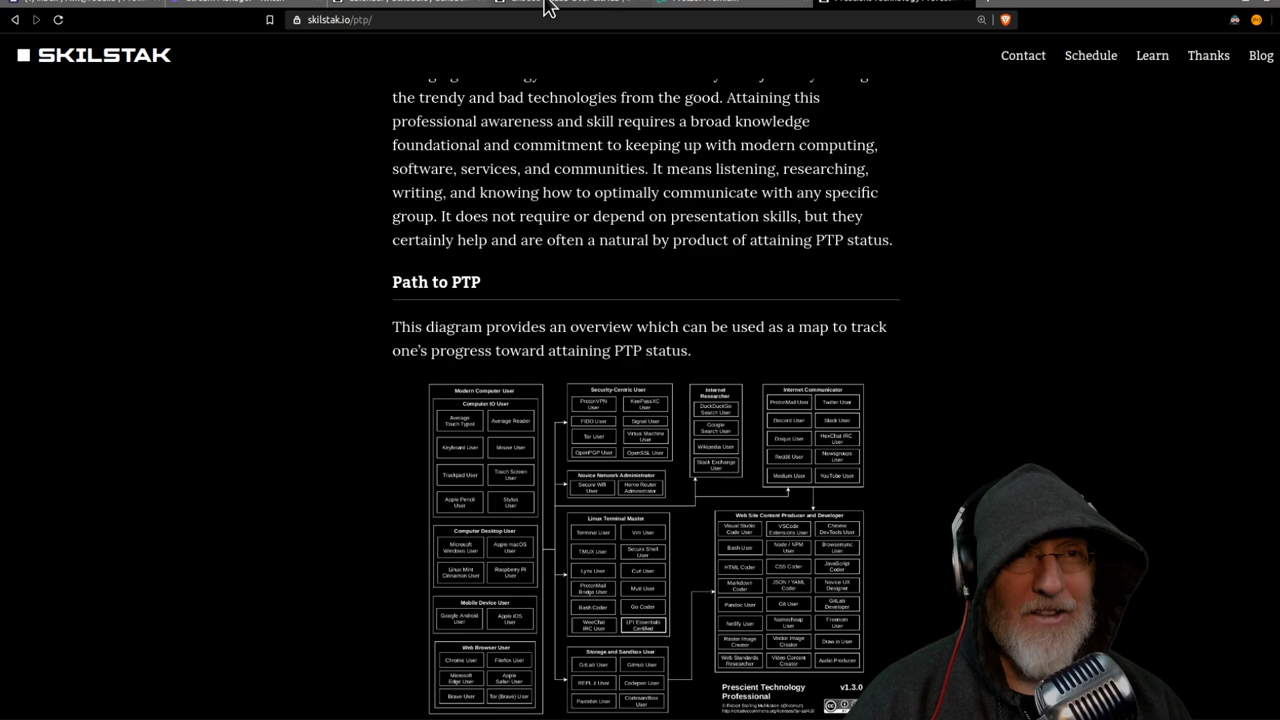 skilstak.io/ptp/
SKILSTAK
Contact
Schedule
Learn
Thanks
Blog
the trendy and bad technologies from the good. Attaining this
professional awareness and skill requires a broad knowledge
foundational and commitment to keeping up with modern computing,
software, services, and communities. It means listening, researching,
writing, and knowing how to optimally communicate with any specific
group. It does not require or depend on presentation skills, but they
certainly help and are often a natural by product of attaining PTP status.
Path to PTP
This diagram provides an overview which can be used as a map to track
one's progress toward attaining PTP status.
Modern Computer User
Computer IO User
Average
Touch Typist
Average Reader
Keyboard User
Mouse User
Trackpad User
Touch Screen
User
Apple Pencil
User
Stylus
User
Computer Desktop User
Microsoft
Windows User
Apple macOS
User
Linux Mint
Cinnamon User
Raspberry Pi
User
Mobile Device User
Google Android
User
Apple iOS
User
Web Browser User
Chrome User
Firefox User
Microsoft
Edge User
Apple
Safari User
Brave User
Tor (Brave) User
Security-Centric User
ProtonVPN
User
KeePassXC
User
FIDO User
Signal User
Tor User
Virtual Machine
User
OpenPGP User
OpenSSL User
Novice Network Administrator
Secure Wifi
User
Home Router
Administrator
Linux Terminal Master
Terminal User
Vim User
TMUX User
Secure Shell
User
Lynx User
Curl User
ProtonMail
Bridge User
Mutt User
Bash Coder
Go Coder
WeeChat
IRC User
LPI Essentials
Certified
Storage and Sandbox User
GitLab User
GitHub User
REPL.it User
Codepen User
Pastebin User
Codesandbox
User
Internet
Researcher
DuckDuckGo
Search User
Google
Search User
Wikipedia User
Stack Exchange
User
Internet Communicator
ProtonMail User
Twitter User
Discord User
Slack User
Disqus User
HexChat IRC
User
Reddit User
Newsgroups
User
Medium User
YouTube User
Web Site Content Producer and Developer
Visual Studio
Code User
VSCode
Extensions User
Chrome
DevTools User
Bash User
Node / NPM
User
Browsersync
User
HTML Coder
CSS Coder
JavaScript
Coder
Markdown
Coder
JSON / YAML
Coder
Novice UX
Designer
Pandoc User
Git User
GitLab
Developer
Netlify User
Namecheap
User
Freenom
User
Raster Image
Creator
Vector Image
Creator
Draw.io User
Web Standards
Researcher
Video Content
Creator
Audio Producer
Prescient Technology
Professional
v1.3.0